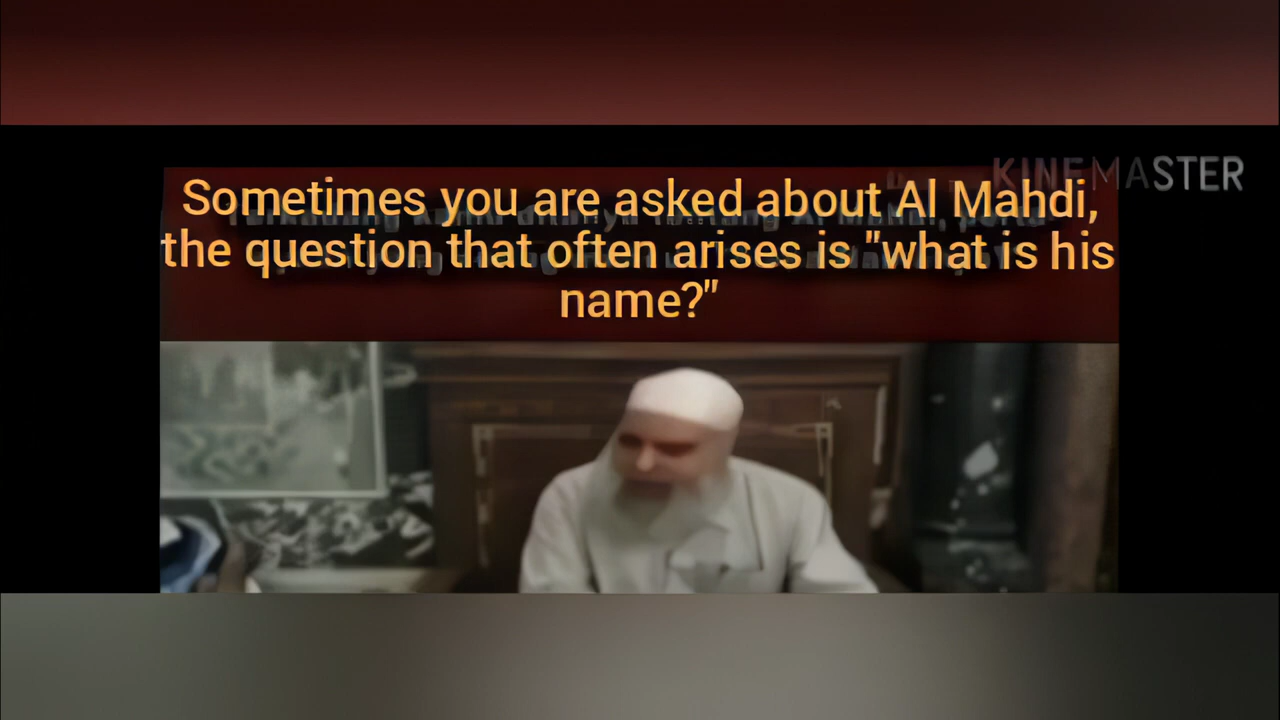 KINEMASTER
Sometimes you are asked about Al Mahdi,
the question that often arises is "what is his
name?"